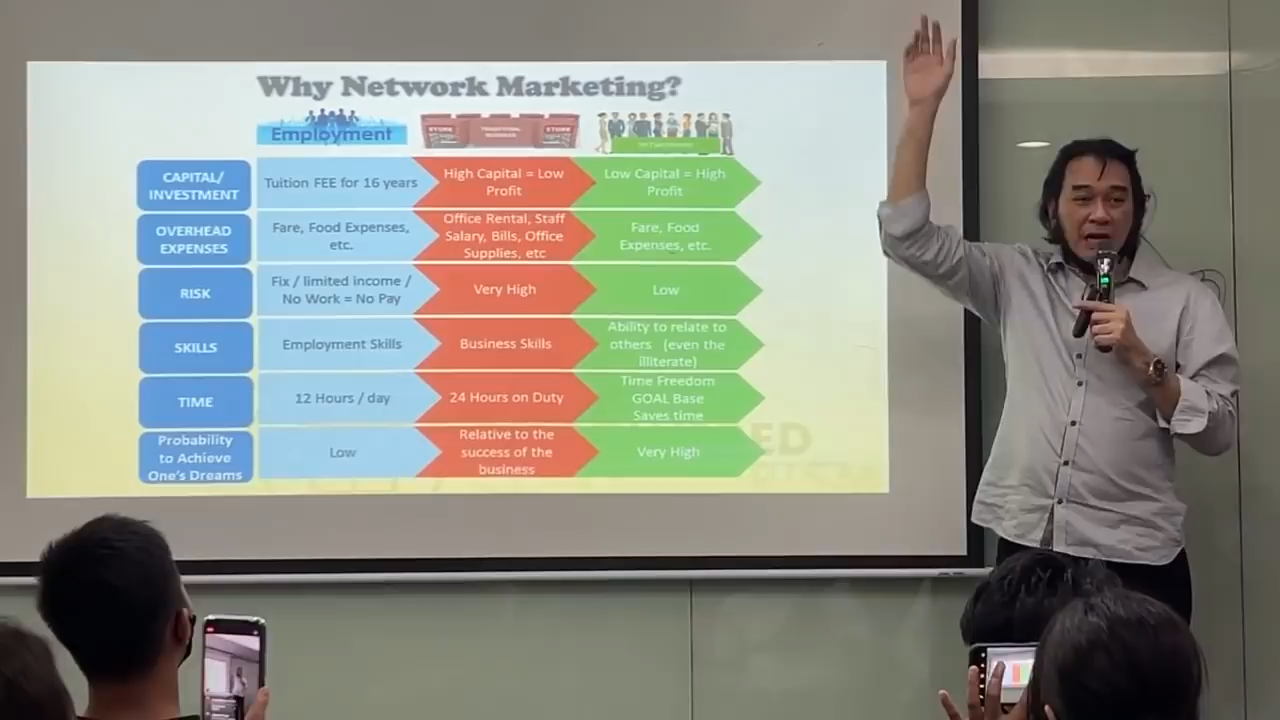 Why Network Marketing?
Employment
STORE
TRADITIONAL
BUSINESS
STORE
CAPITAL/
INVESTMENT
Tuition FEE for 16 years
High Capital = Low
Profit
Low Capital = High
Profit
OVERHEAD
EXPENSES
Fare, Food Expenses,
etc.
Office Rental, Staff
Salary, Bills, Office
Supplies, etc
Fare, Food
Expenses, etc.
RISK
Fix / limited income /
No Work = No Pay
Very High
Low
SKILLS
Employment Skills
Business Skills
Ability to relate to
others (even the
illiterate)
TIME
12 Hours / day
24 Hours on Duty
Time Freedom
GOAL Base
Saves time
Probability
to Achieve
One's Dreams
Low
Relative to the
success of the
business
Very High